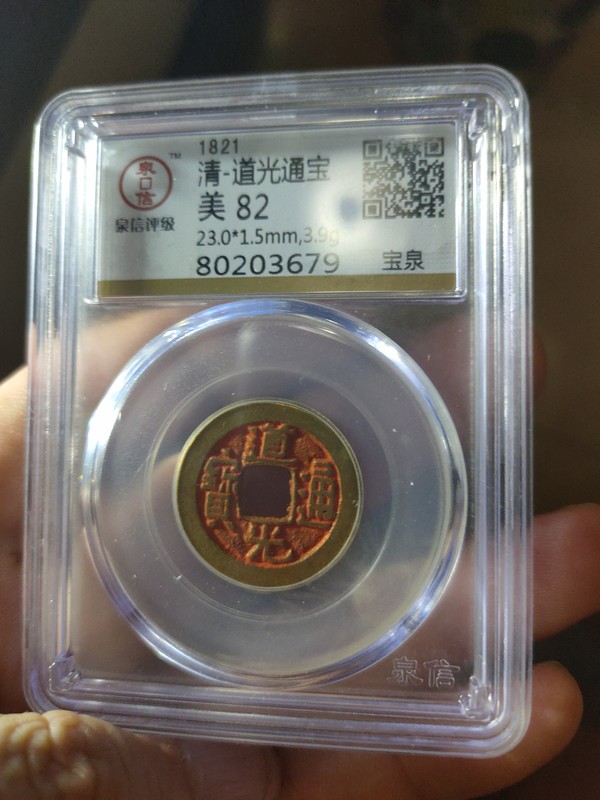 泉
信
TM
泉信评级
1821
清-道光通宝
美 82
23.0*1.5mm,3.9g
80203679
宝泉
道
光
通
寶
泉信